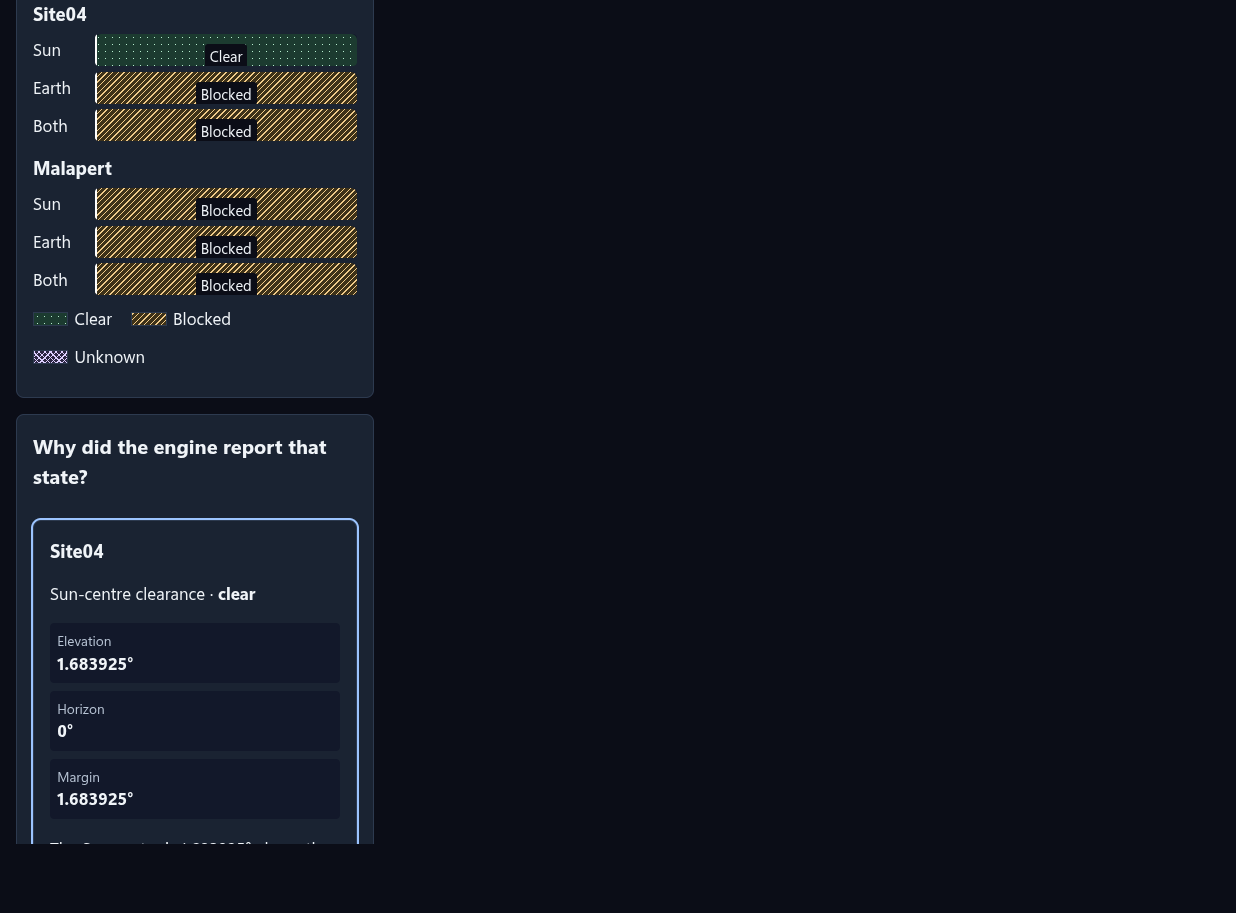 Site04
Sun
Clear
Earth
Blocked
Both
Blocked
Malapert
Sun
Blocked
Earth
Blocked
Both
Blocked
Clear
Blocked
Unknown
Why did the engine report that
state?
Site04
Sun-centre clearance · clear
Elevation
1.683925°
Horizon
0°
Margin
1.683925°